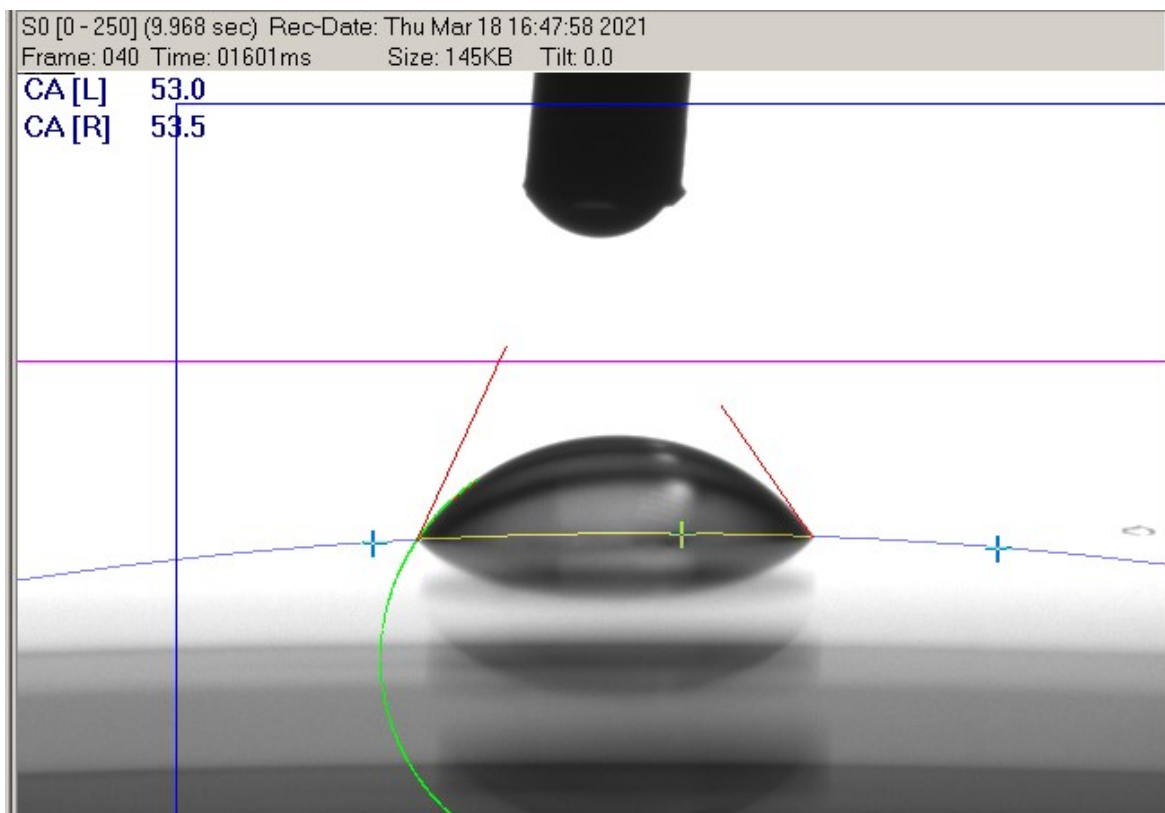 S0 [0 - 250] (9.968 sec) Rec-Date: Thu Mar 18 16:47:58 2021
Frame: 040 Time: 01601ms Size: 145KB Tilt: 0.0
CA [L] 53.0
CA [R] 53.5